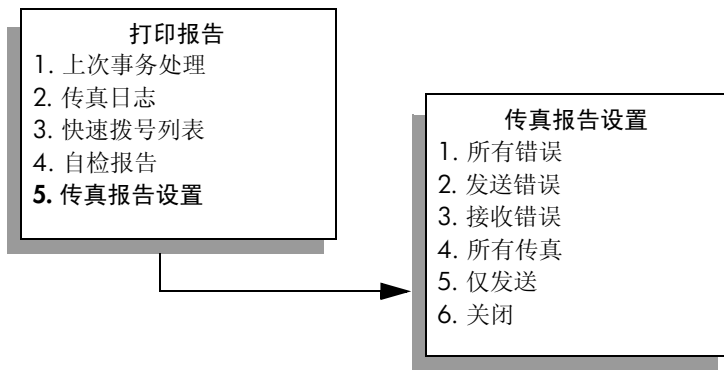 打印报告
1. 上次事务处理
2. 传真日志
3. 快速拨号列表
4. 自检报告
5. 传真报告设置
传真报告设置
1. 所有错误
2. 发送错误
3. 接收错误
4. 所有传真
5. 仅发送
6. 关闭